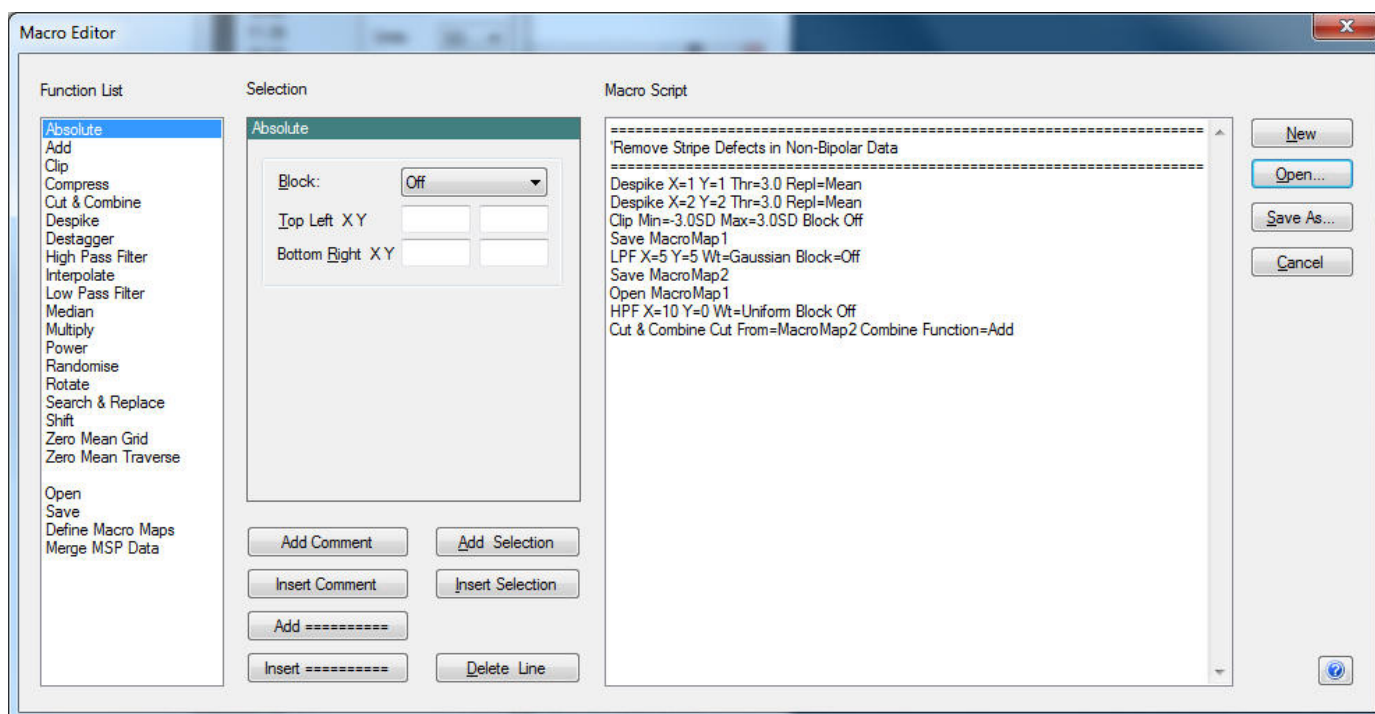 Macro Editor
Function List
Absolute
Add
Clip
Compress
Cut & Combine
Despike
Destagger
High Pass Filter
Interpolate
Low Pass Filter
Median
Multiply
Power
Randomise
Rotate
Search & Replace
Shift
Zero Mean Grid
Zero Mean Traverse
Open
Save
Define Macro Maps
Merge MSP Data
Selection
Absolute
Block: Off
Top Left X Y
Bottom Right X Y
Add Comment
Add Selection
Insert Comment
Insert Selection
Add ==========
Insert ==========
Delete Line
Macro Script
=========================================================================
'Remove Stripe Defects in Non-Bipolar Data
=========================================================================
Despike X=1 Y=1 Thr=3.0 Repl=Mean
Despike X=2 Y=2 Thr=3.0 Repl=Mean
Clip Min=-3.0SD Max=3.0SD Block Off
Save MacroMap1
LPF X=5 Y=5 Wt=Gaussian Block=Off
Save MacroMap2
Open MacroMap1
HPF X=10 Y=0 Wt=Uniform Block Off
Cut & Combine Cut From=MacroMap2 Combine Function=Add
New
Open...
Save As...
Cancel
?